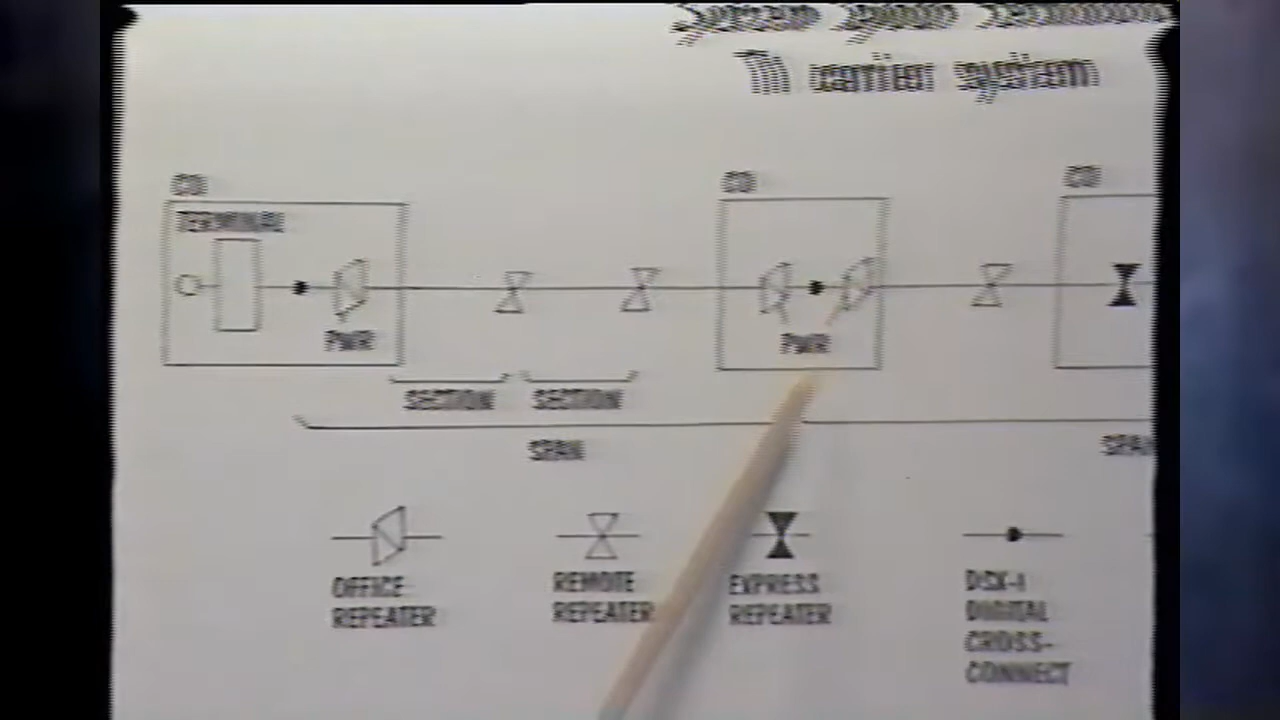 T1 carrier system
CO
CO
CO
TERMINAL
PWR
PWR
SECTION
SECTION
SPAN
SPAN
OFFICE
REPEATER
REMOTE
REPEATER
EXPRESS
REPEATER
DSX-1
DIGITAL
CROSS-
CONNECT